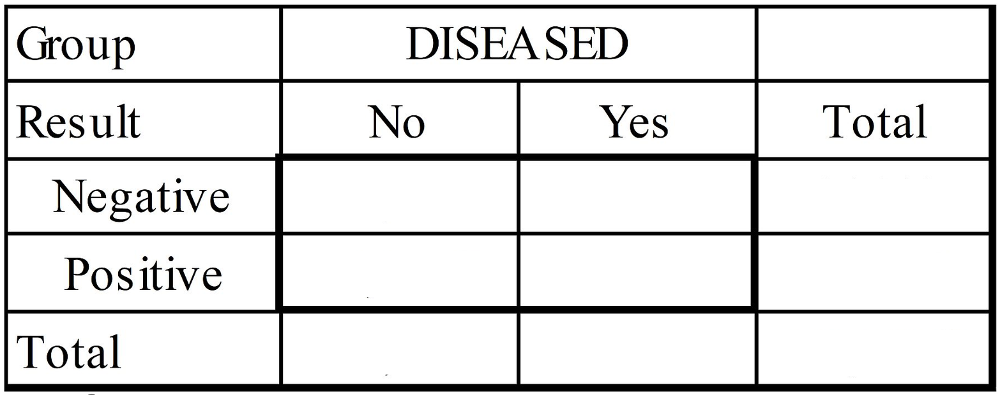 Group DISEASED
Result No Yes Total
Negative
Positive
Total